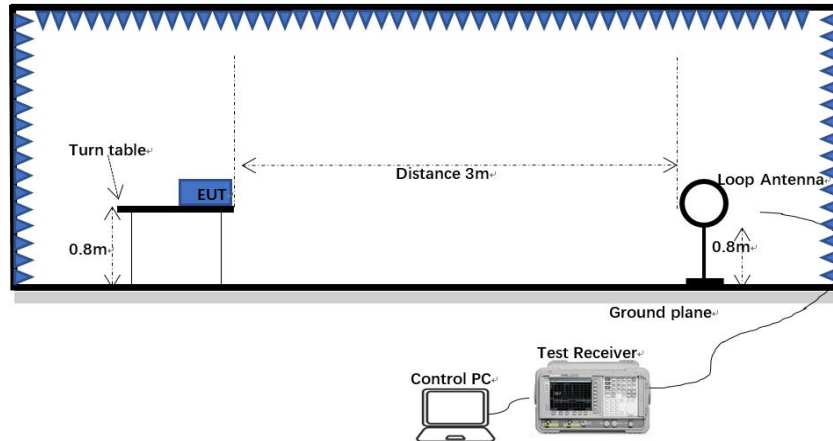 Turn table
EUT
Distance 3m
Loop Antenna
0.8m
0.8m
Ground plane
Test Receiver
Control PC